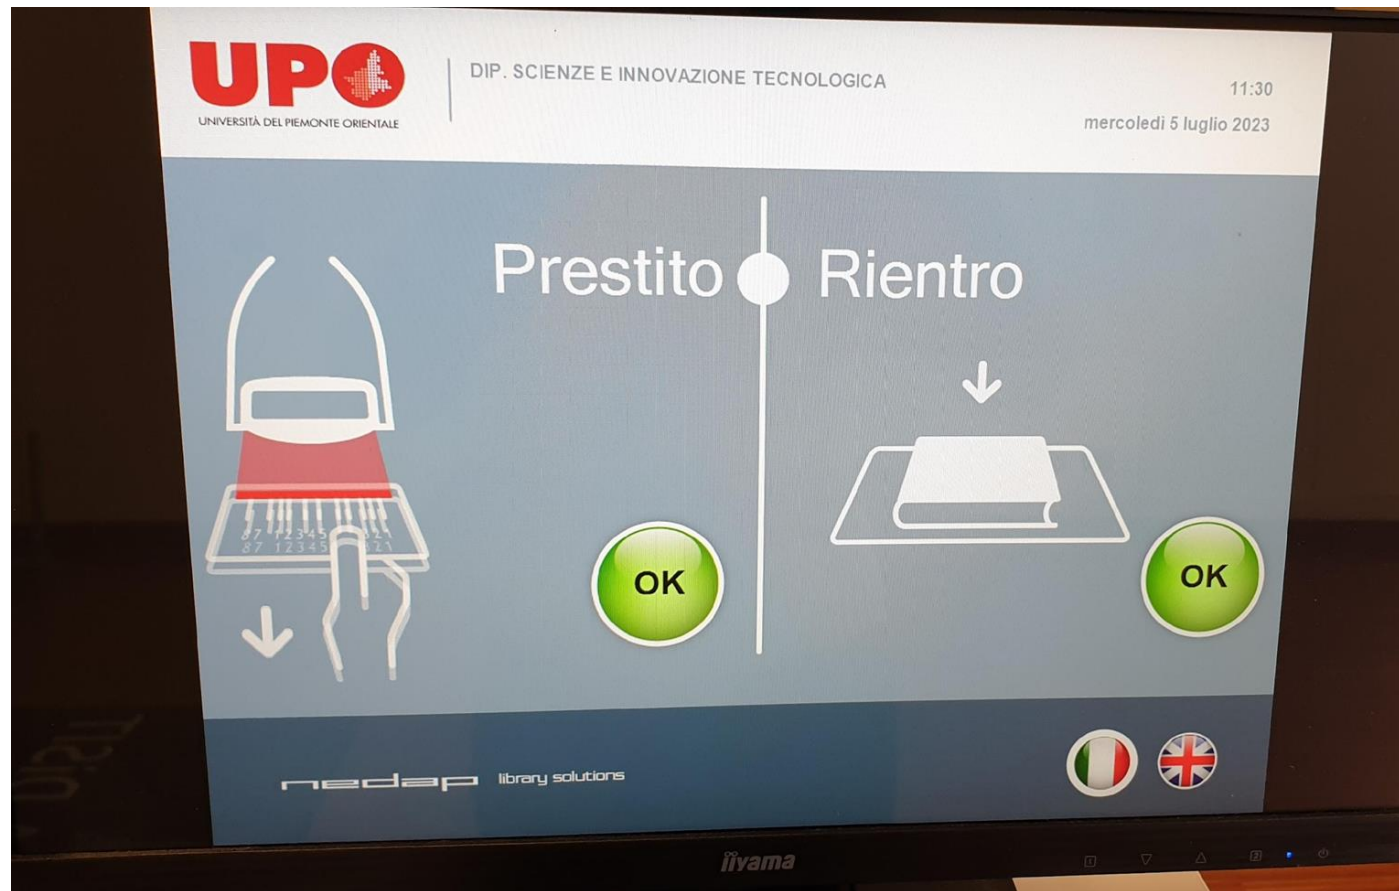 UPO
UNIVERSITÀ DEL PIEMONTE ORIENTALE
DIP. SCIENZE E INNOVAZIONE TECNOLOGICA
11:30
mercoledì 5 luglio 2023
Prestito
Rientro
OK
OK
nedap library solutions
iiyama